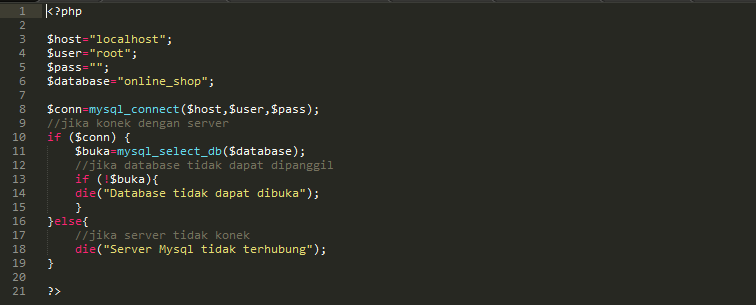 1 <?php
2
3 $host="localhost";
4 $user="root";
5 $pass="";
6 $database="online_shop";
7
8 $conn=mysql_connect($host,$user,$pass);
9 //jika konek dengan server
10 if ($conn) {
11 $buka=mysql_select_db($database);
12 //jika database tidak dapat dipanggil
13 if (!$buka){
14 die("Database tidak dapat dibuka");
15 }
16 }else{
17 //jika server tidak konek
18 die("Server Mysql tidak terhubung");
19 }
20
21 ?>